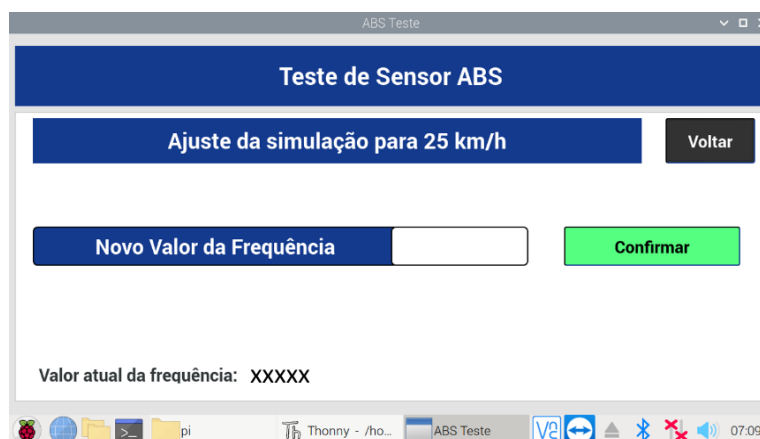 ABS Teste
Teste de Sensor ABS
Ajuste da simulação para 25 km/h
Voltar
Novo Valor da Frequência
Confirmar
Valor atual da frequência: XXXXX
pi
Thonny - /ho...
ABS Teste
07:09